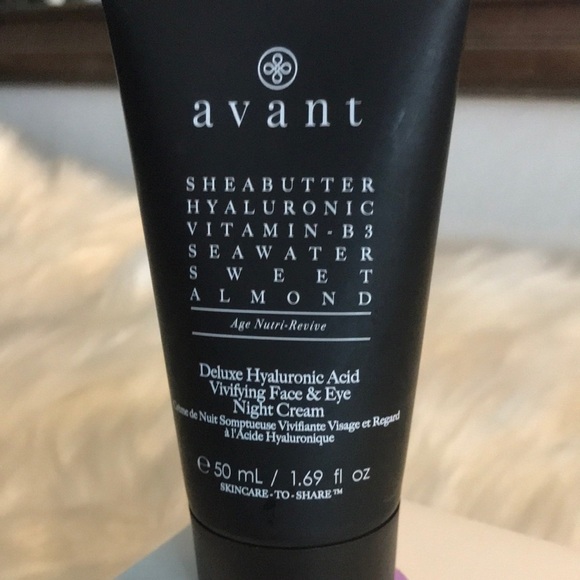 avant
SHEABUTTER
HYALURONIC
VITAMIN-B3
SEAWATER
SWEET
ALMOND
Age Nutri-Revive
Deluxe Hyaluronic Acid
Vivifying Face & Eye
Night Cream
Crème de Nuit Somptueuse Vivifiante Visage et Regard
à l'Acide Hyaluronique
℮ 50 mL / 1.69 fl oz
SKINCARE-TO-SHARE™